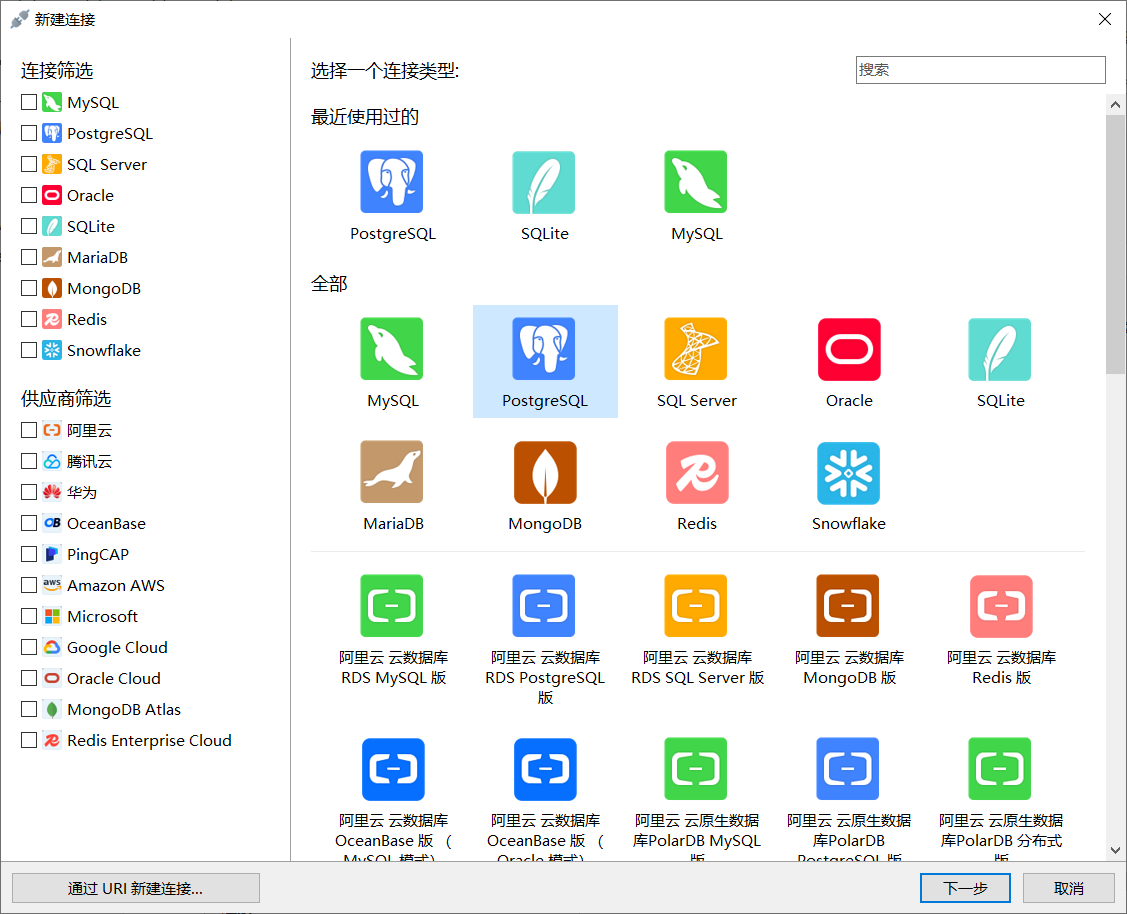 新建连接
连接筛选
MySQL
PostgreSQL
SQL Server
Oracle
SQLite
MariaDB
MongoDB
Redis
Snowflake
供应商筛选
阿里云
腾讯云
华为
OceanBase
PingCAP
aws Amazon AWS
Microsoft
Google Cloud
Oracle Cloud
MongoDB Atlas
Redis Enterprise Cloud
选择一个连接类型:
搜索
最近使用过的
PostgreSQL
SQLite
MySQL
全部
MySQL
PostgreSQL
SQL Server
Oracle
SQLite
MariaDB
MongoDB
Redis
Snowflake
阿里云 云数据库
RDS MySQL 版
阿里云 云数据库
RDS PostgreSQL
版
阿里云 云数据库
RDS SQL Server 版
阿里云 云数据库
MongoDB 版
阿里云 云数据库
Redis 版
阿里云 云数据库
OceanBase 版 （
MySQL 模式）
阿里云 云数据库
OceanBase 版 （
Oracle 模式）
阿里云 云原生数据
库PolarDB MySQL
版
阿里云 云原生数据
库PolarDB
PostgreSQL 版
阿里云 云原生数据
库PolarDB 分布式
版
通过 URI 新建连接...
下一步
取消